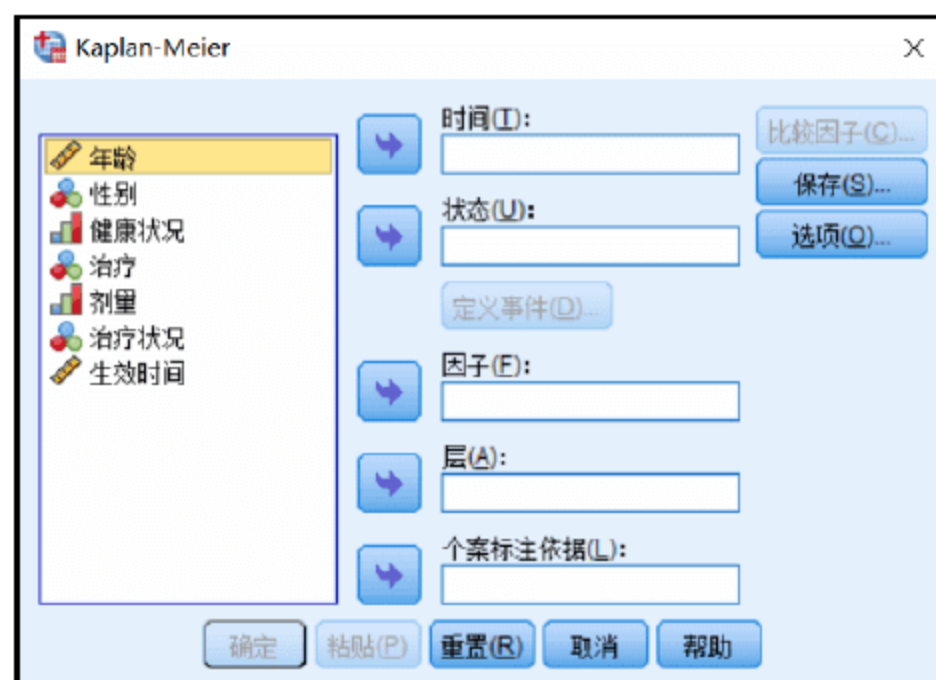 Kaplan-Meier
年龄
性别
健康状况
治疗
剂量
治疗状况
生效时间
时间(T):
状态(U):
定义事件(D)...
因子(F):
层(A):
个案标注依据(L):
比较因子(C)...
保存(S)...
选项(O)...
确定
粘贴(P)
重置(R)
取消
帮助